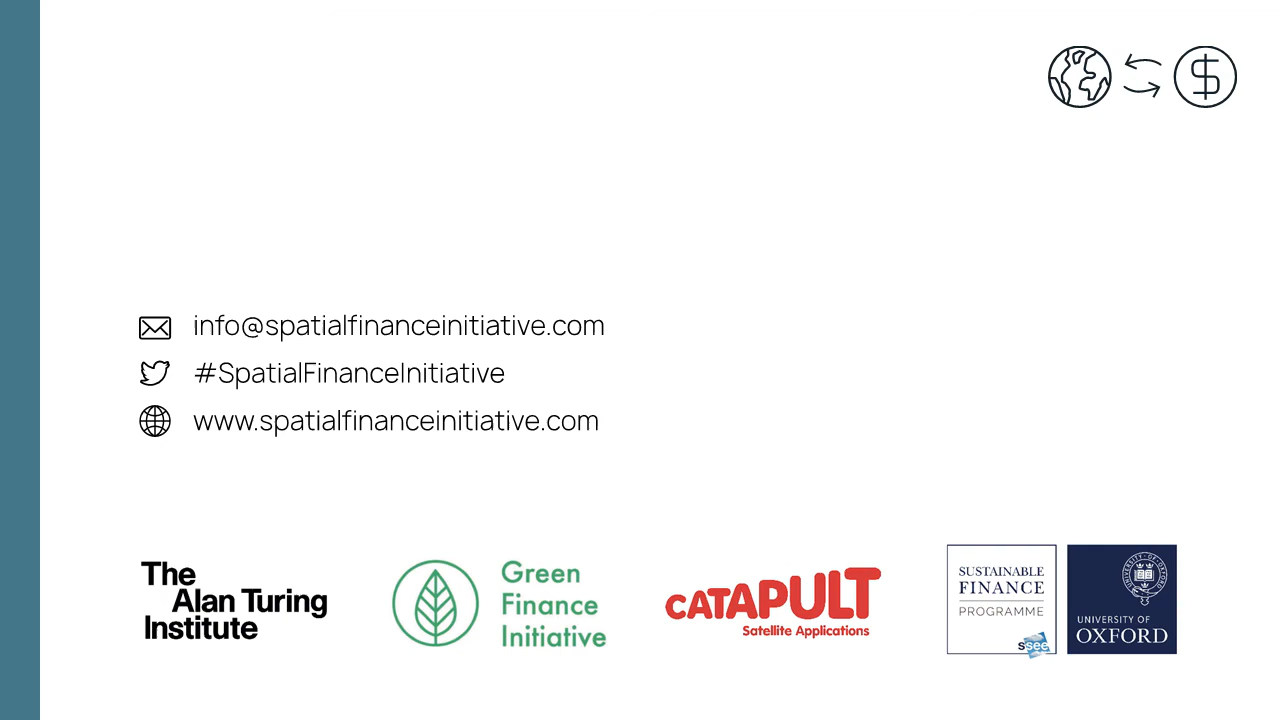 info@spatialfinanceinitiative.com
#SpatialFinanceInitiative
www.spatialfinanceinitiative.com
The
Alan Turing
Institute
Green
Finance
Initiative
CATAPULT
Satellite Applications
SUSTAINABLE
FINANCE
PROGRAMME
ssee
UNIVERSITY OF
OXFORD